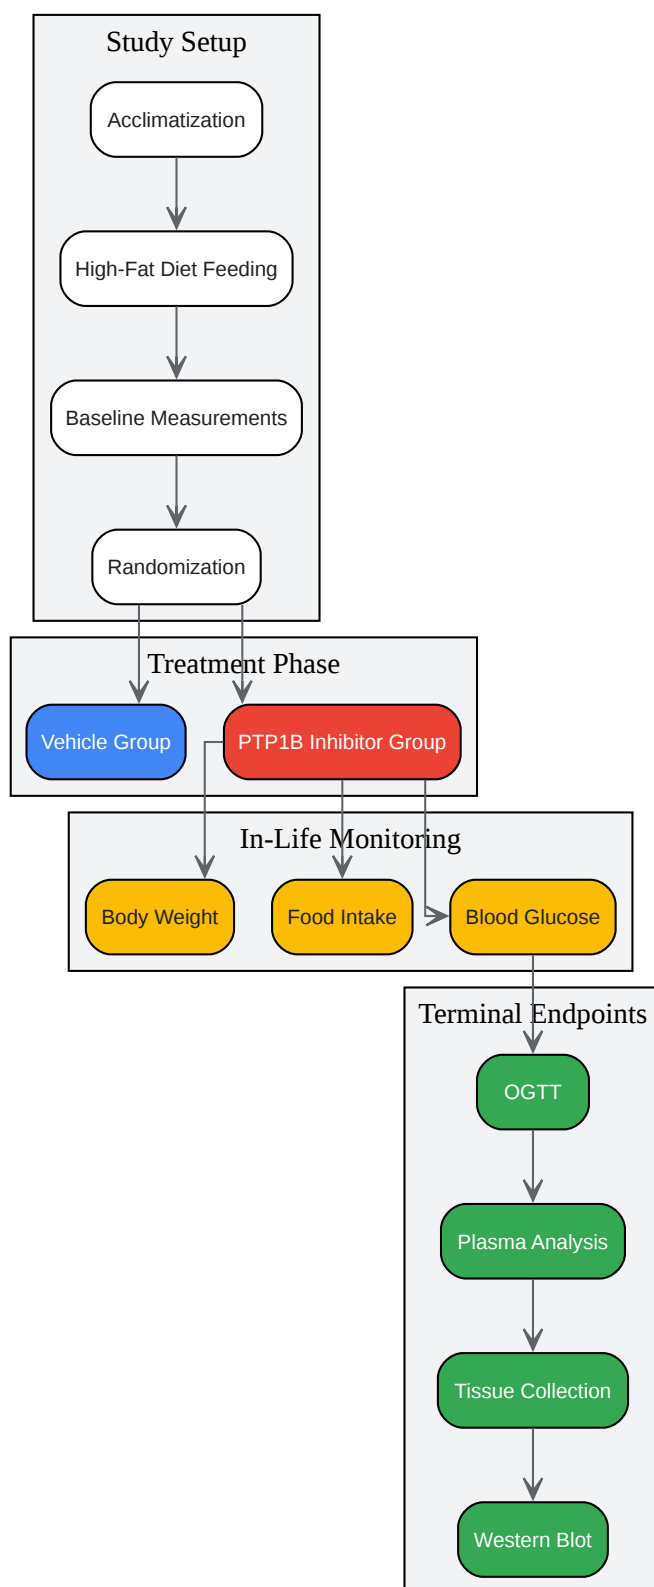 Study Setup
Acclimatization
High-Fat Diet Feeding
Baseline Measurements
Randomization
Treatment Phase
Vehicle Group
PTP1B Inhibitor Group
In-Life Monitoring
Body Weight
Food Intake
Blood Glucose
Terminal Endpoints
OGTT
Plasma Analysis
Tissue Collection
Western Blot